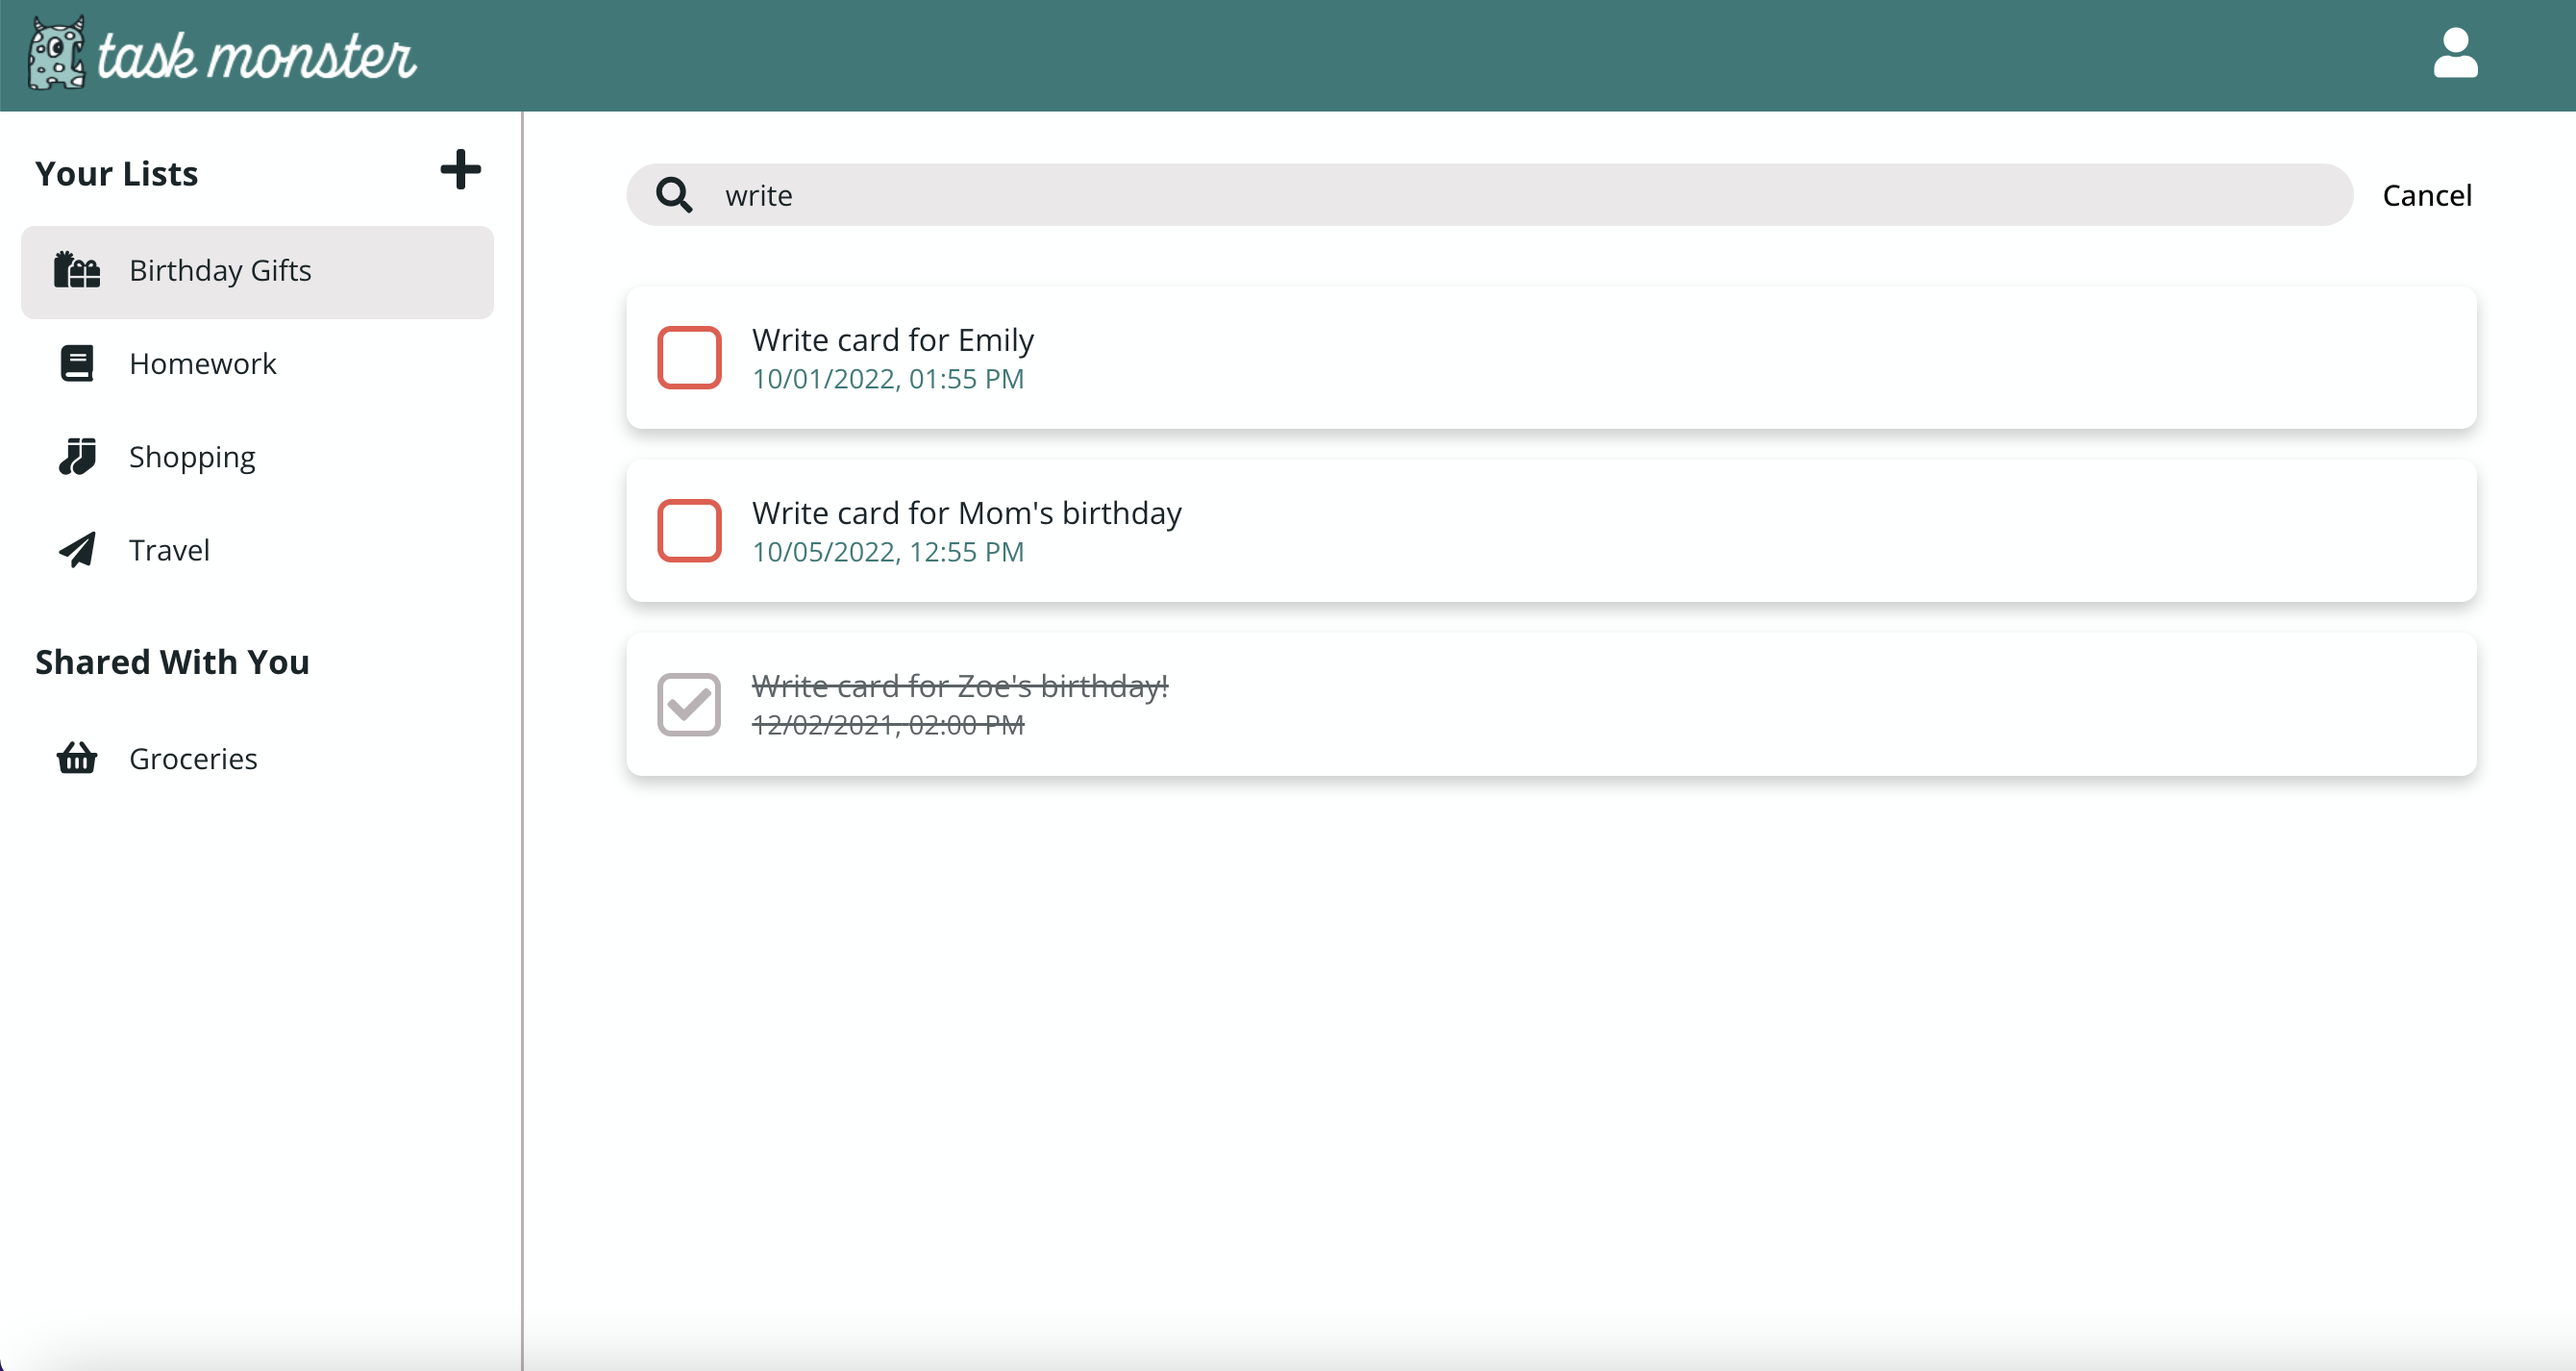 task monster
Your Lists
Birthday Gifts
Homework
Shopping
Travel
Shared With You
Groceries
write
Cancel
Write card for Emily
10/01/2022, 01:55 PM
Write card for Mom's birthday
10/05/2022, 12:55 PM
Write card for Zoe's birthday!
12/02/2021, 02:00 PM